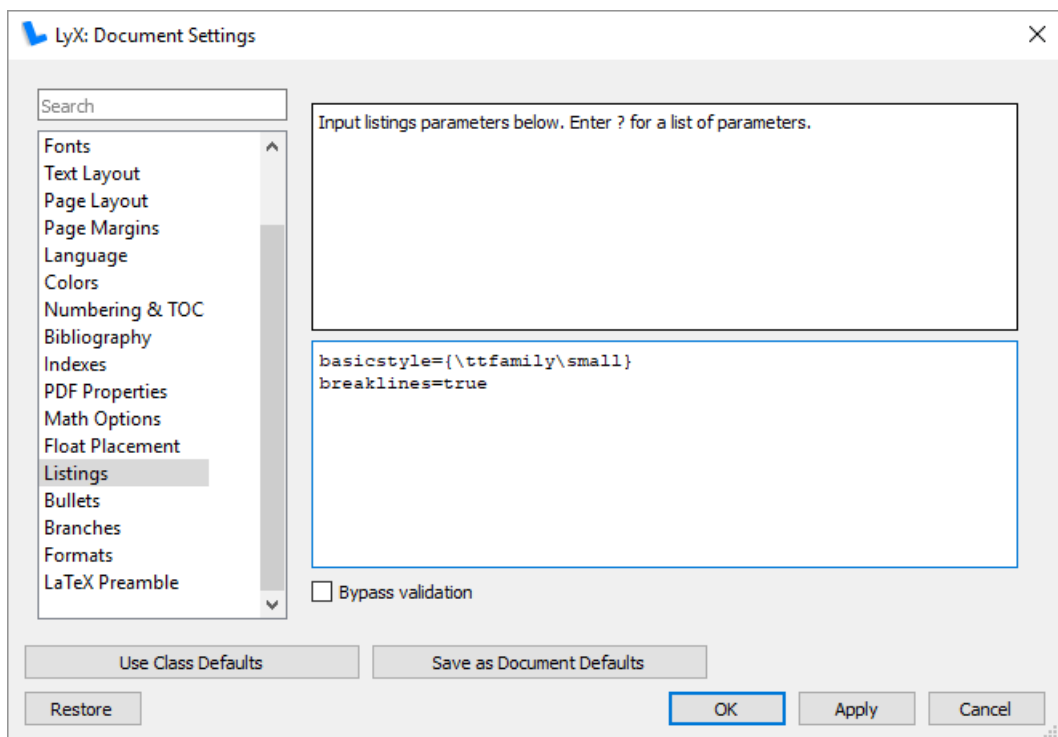 LyX: Document Settings
Search
Fonts
Text Layout
Page Layout
Page Margins
Language
Colors
Numbering & TOC
Bibliography
Indexes
PDF Properties
Math Options
Float Placement
Listings
Bullets
Branches
Formats
LaTeX Preamble
Input listings parameters below. Enter ? for a list of parameters.
basicstyle={\ttfamily\small}
breaklines=true
Bypass validation
Use Class Defaults
Save as Document Defaults
Restore
OK
Apply
Cancel